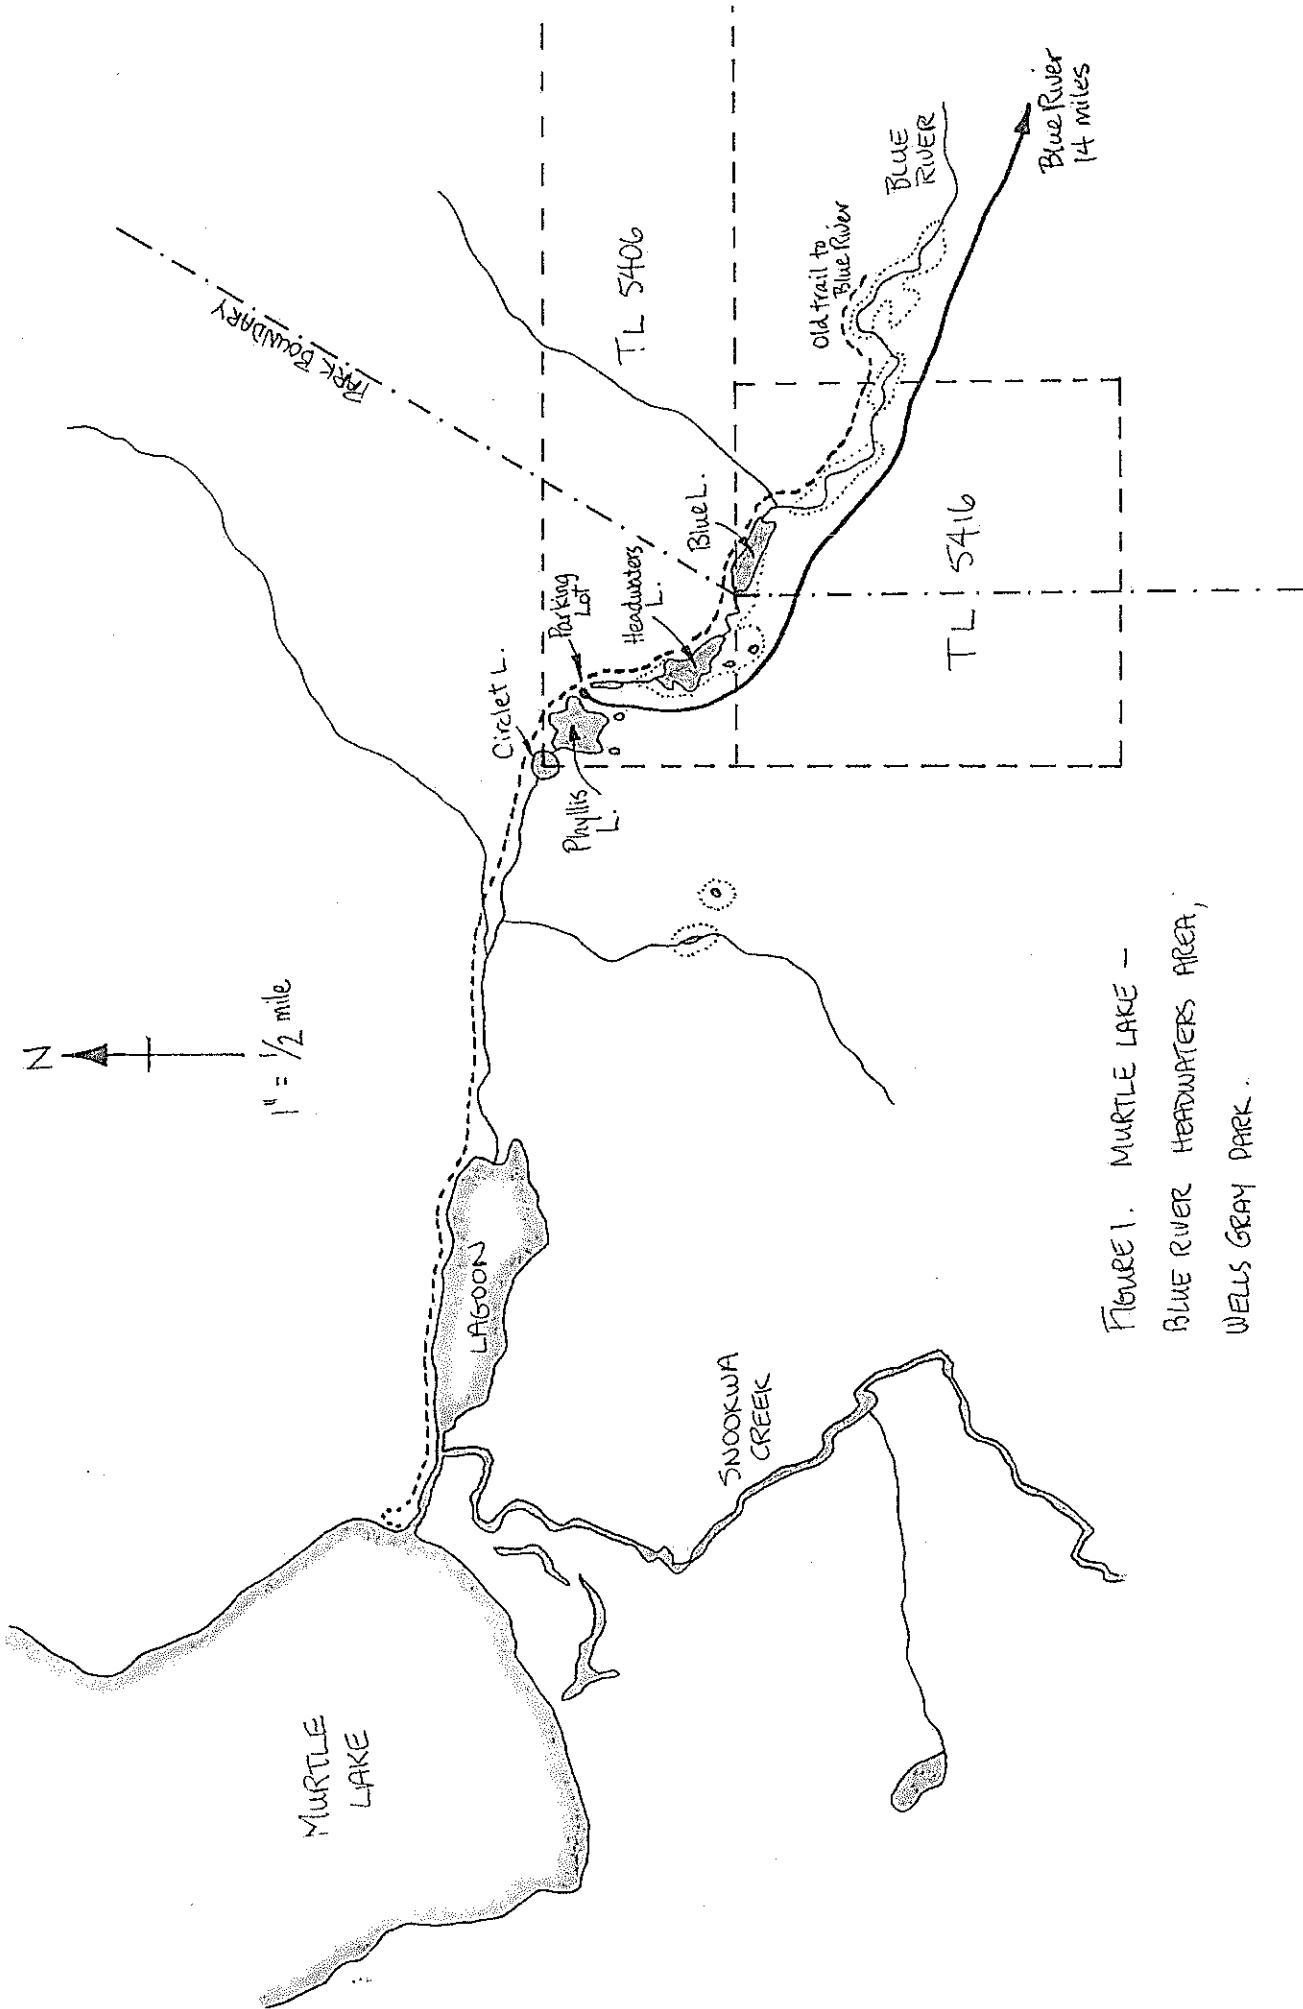 N
1" = 1/2 mile
MURTLE
LAKE
LAGOON
SNOOKWA
CREEK
Circlet L.
Phyllis
L.
Parking
Lot
Headwaters
L.
Blue L.
PARK BOUNDARY
TL 5406
TL 5416
Old trail to
Blue River
BLUE
RIVER
Blue River
14 miles
FIGURE 1. MURTLE LAKE -
BLUE RIVER HEADWATERS AREA,
WELLS GRAY PARK.